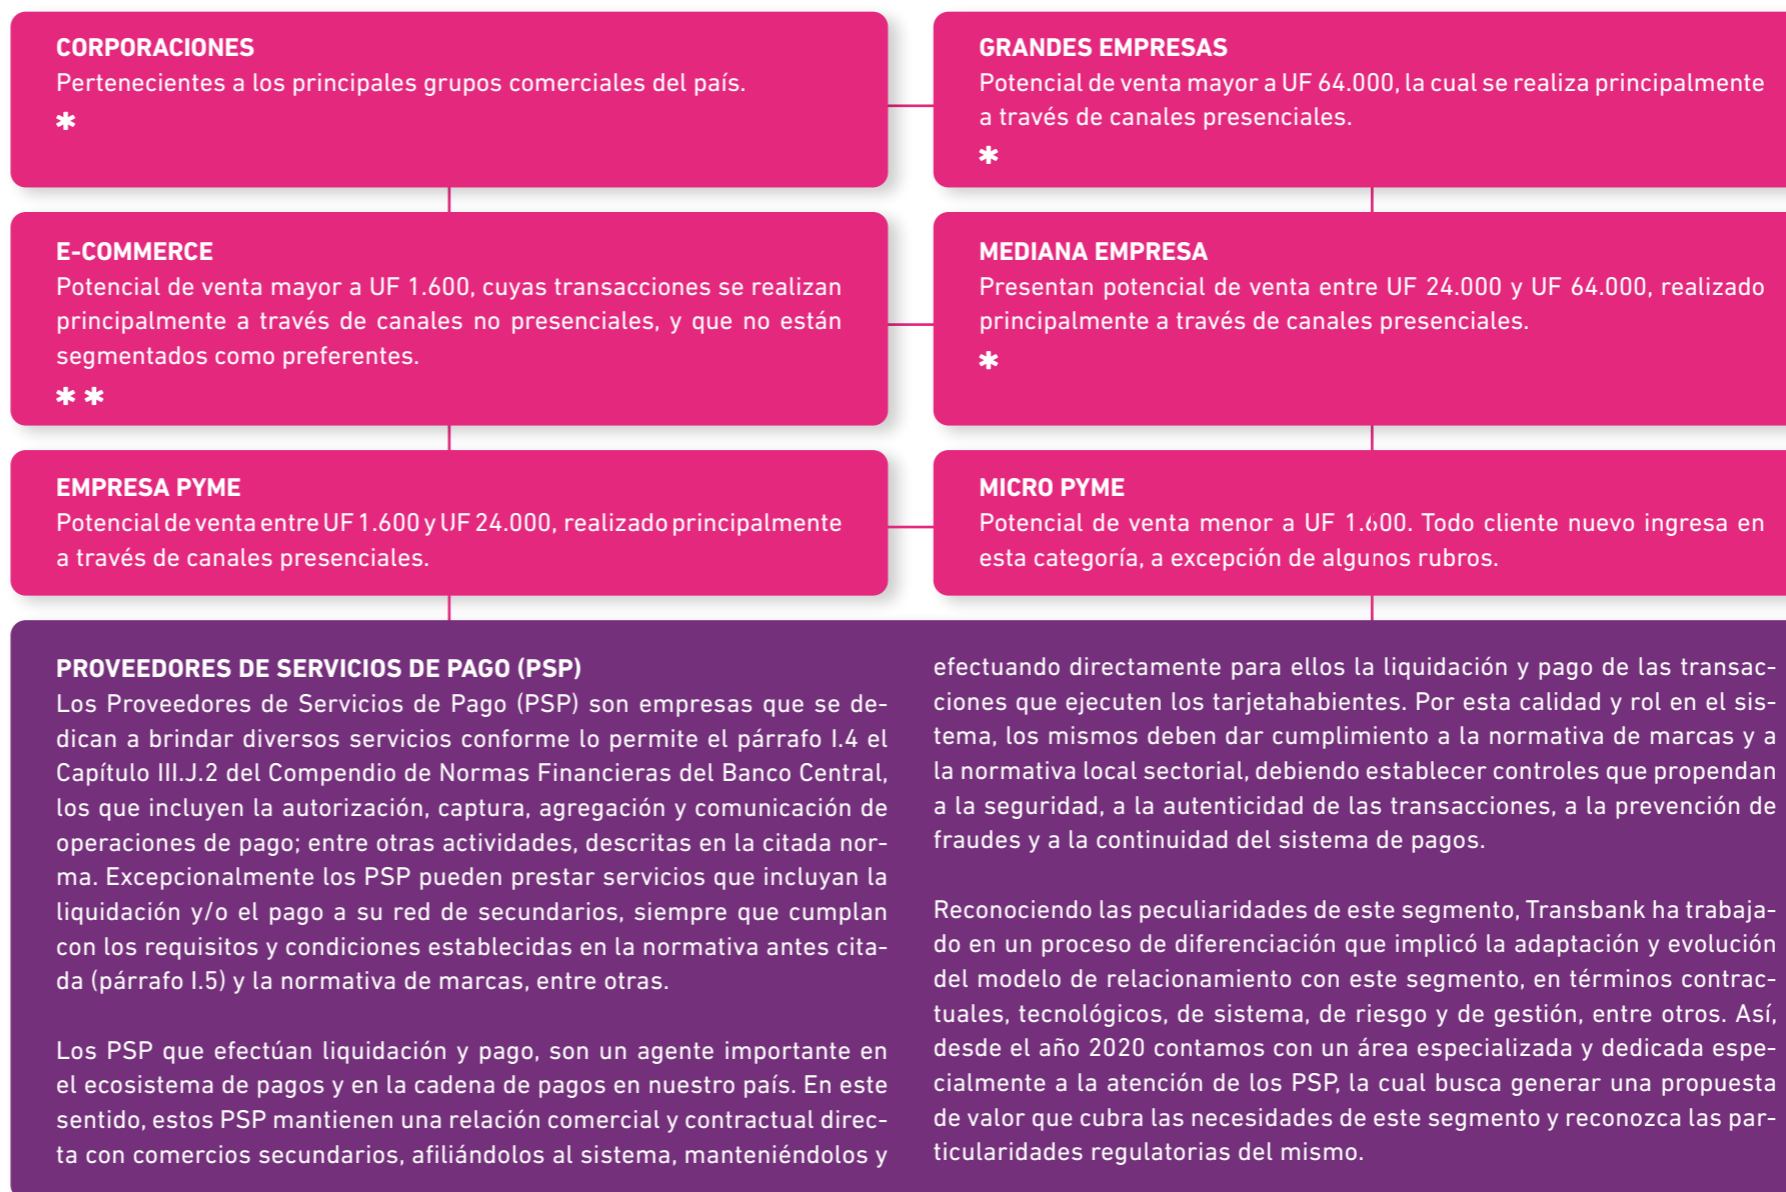 CORPORACIONES
Pertenecientes a los principales grupos comerciales del país.
*
GRANDES EMPRESAS
Potencial de venta mayor a UF 64.000, la cual se realiza principalmente
a través de canales presenciales.
*
E-COMMERCE
Potencial de venta mayor a UF 1.600, cuyas transacciones se realizan
principalmente a través de canales no presenciales, y que no están
segmentados como preferentes.
* *
MEDIANA EMPRESA
Presentan potencial de venta entre UF 24.000 y UF 64.000, realizado
principalmente a través de canales presenciales.
*
EMPRESA PYME
Potencial de venta entre UF 1.600 y UF 24.000, realizado principalmente
a través de canales presenciales.
MICRO PYME
Potencial de venta menor a UF 1.600. Todo cliente nuevo ingresa en
esta categoría, a excepción de algunos rubros.
PROVEEDORES DE SERVICIOS DE PAGO (PSP)
Los Proveedores de Servicios de Pago (PSP) son empresas que se de-
dican a brindar diversos servicios conforme lo permite el párrafo I.4 el
Capítulo III.J.2 del Compendio de Normas Financieras del Banco Central,
los que incluyen la autorización, captura, agregación y comunicación de
operaciones de pago; entre otras actividades, descritas en la citada nor-
ma. Excepcionalmente los PSP pueden prestar servicios que incluyan la
liquidación y/o el pago a su red de secundarios, siempre que cumplan
con los requisitos y condiciones establecidas en la normativa antes cita-
da (párrafo I.5) y la normativa de marcas, entre otras.
Los PSP que efectúan liquidación y pago, son un agente importante en
el ecosistema de pagos y en la cadena de pagos en nuestro país. En este
sentido, estos PSP mantienen una relación comercial y contractual direc-
ta con comercios secundarios, afiliándolos al sistema, manteniéndolos y
efectuando directamente para ellos la liquidación y pago de las transac-
ciones que ejecuten los tarjetahabientes. Por esta calidad y rol en el sis-
tema, los mismos deben dar cumplimiento a la normativa de marcas y a
la normativa local sectorial, debiendo establecer controles que propendan
a la seguridad, a la autenticidad de las transacciones, a la prevención de
fraudes y a la continuidad del sistema de pagos.
Reconociendo las peculiaridades de este segmento, Transbank ha trabaja-
do en un proceso de diferenciación que implicó la adaptación y evolución
del modelo de relacionamiento con este segmento, en términos contrac-
tuales, tecnológicos, de sistema, de riesgo y de gestión, entre otros. Así,
desde el año 2020 contamos con un área especializada y dedicada espe-
cialmente a la atención de los PSP, la cual busca generar una propuesta
de valor que cubra las necesidades de este segmento y reconozca las par-
ticularidades regulatorias del mismo.